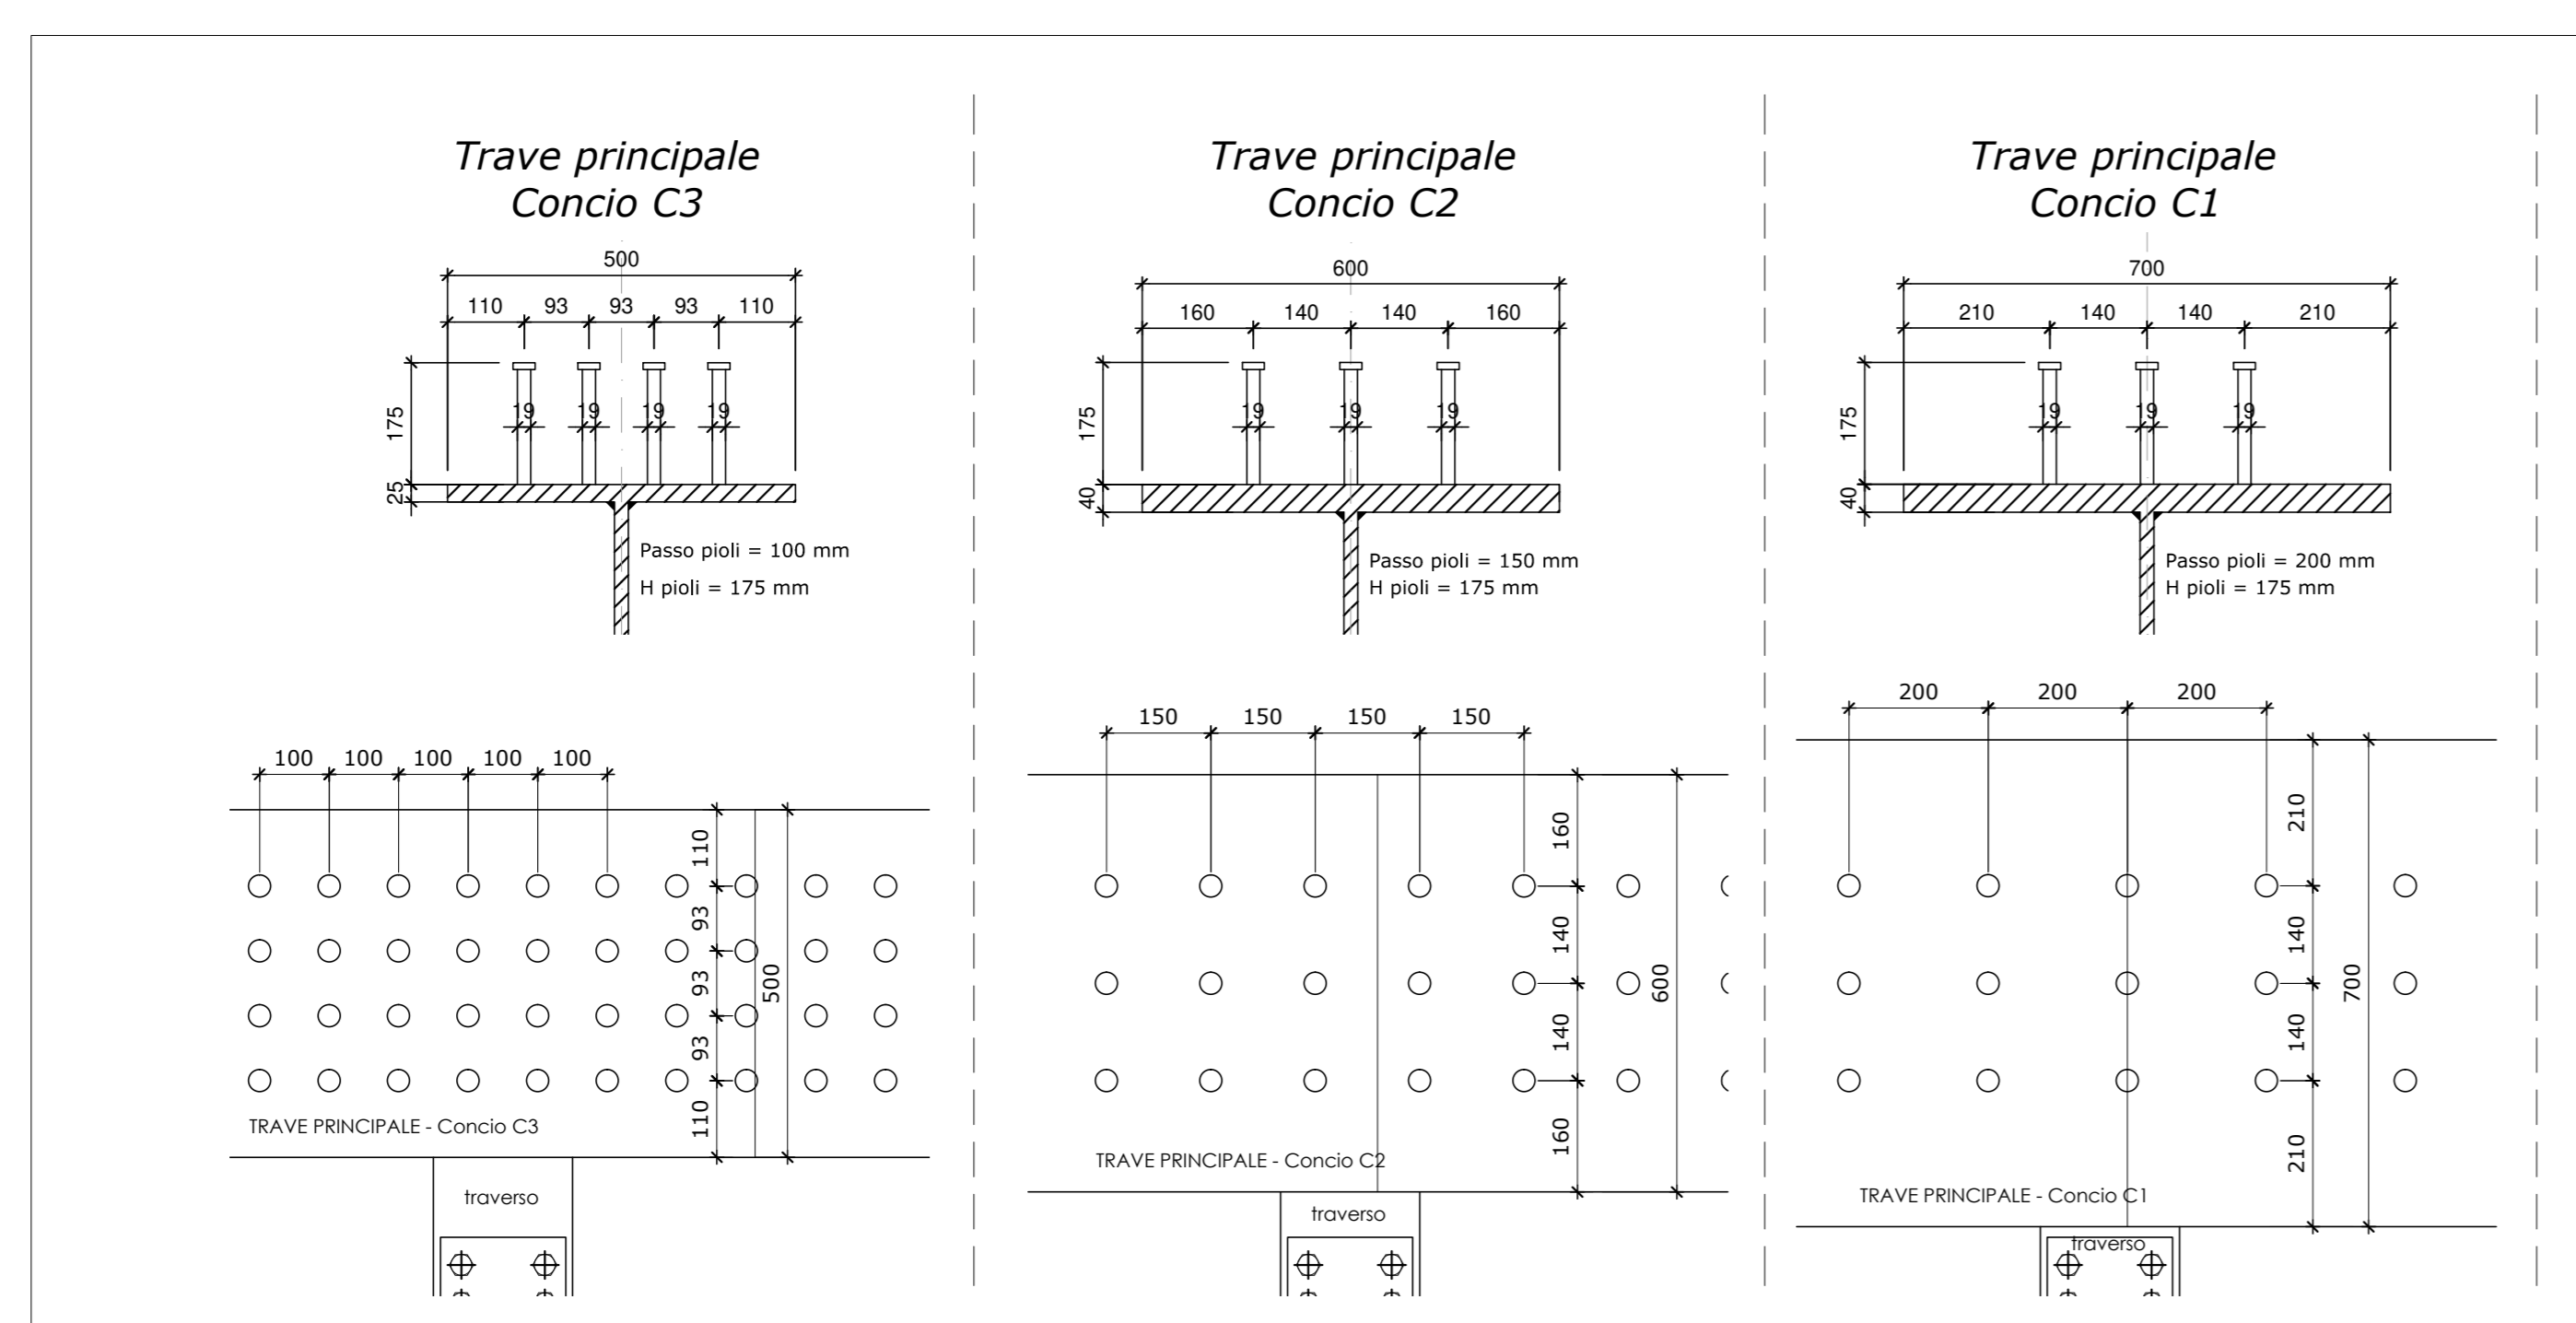 Trave principale
Concio C3
500
110 93 93 93 110
175
19 19 19 19
25
Passo pioli = 100 mm
H pioli = 175 mm
100 100 100 100 100
110
93
93
93
110
500
TRAVE PRINCIPALE - Concio C3
traverso
Trave principale
Concio C2
600
160 140 140 160
175
19 19 19
40
Passo pioli = 150 mm
H pioli = 175 mm
150 150 150 150
160
140
140
160
600
TRAVE PRINCIPALE - Concio C2
traverso
Trave principale
Concio C1
700
210 140 140 210
175
19 19 19
40
Passo pioli = 200 mm
H pioli = 175 mm
200 200 200
210
140
140
210
700
TRAVE PRINCIPALE - Concio C1
traverso